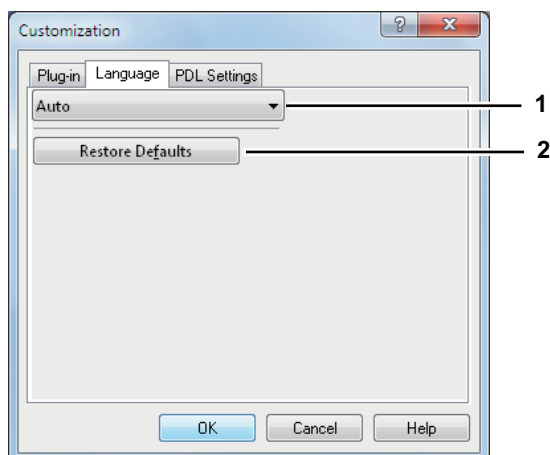 Customization
Plug-in Language PDL Settings
Auto
1
Restore Defaults
2
OK Cancel Help